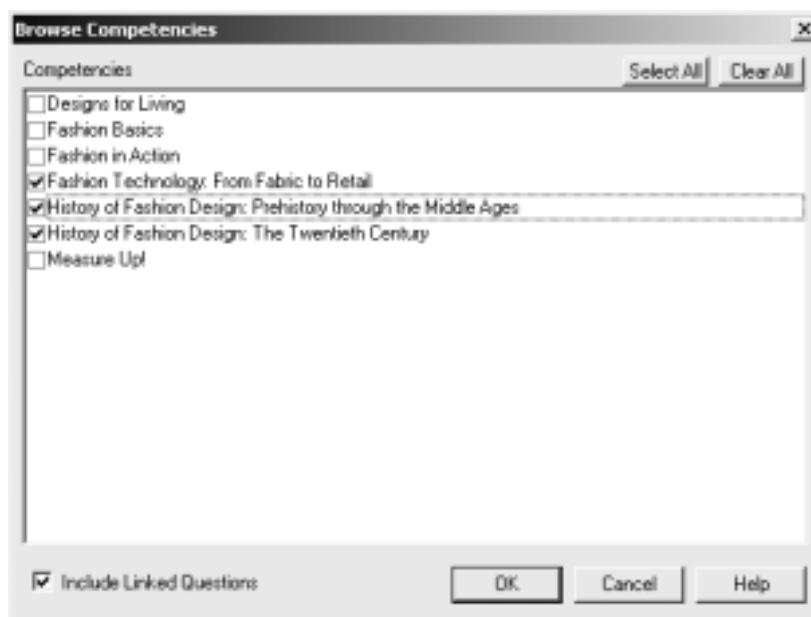 Browse Competencies
Competencies
Select All
Clear All
Designs for Living
Fashion Basics
Fashion in Action
Fashion Technology: From Fabric to Retail
History of Fashion Design: Prehistory through the Middle Ages
History of Fashion Design: The Twentieth Century
Measure Up!
Include Linked Questions
OK
Cancel
Help